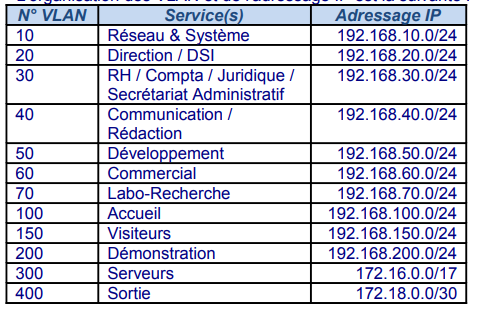 L'organisation des VLAN et de l'adressage IP est la suivante :
N° VLAN Service(s) Adressage IP
10 Réseau & Système 192.168.10.0/24
20 Direction / DSI 192.168.20.0/24
30 RH / Compta / Juridique / 192.168.30.0/24
Secrétariat Administratif
40 Communication / 192.168.40.0/24
Rédaction
50 Développement 192.168.50.0/24
60 Commercial 192.168.60.0/24
70 Labo-Recherche 192.168.70.0/24
100 Accueil 192.168.100.0/24
150 Visiteurs 192.168.150.0/24
200 Démonstration 192.168.200.0/24
300 Serveurs 172.16.0.0/17
400 Sortie 172.18.0.0/30